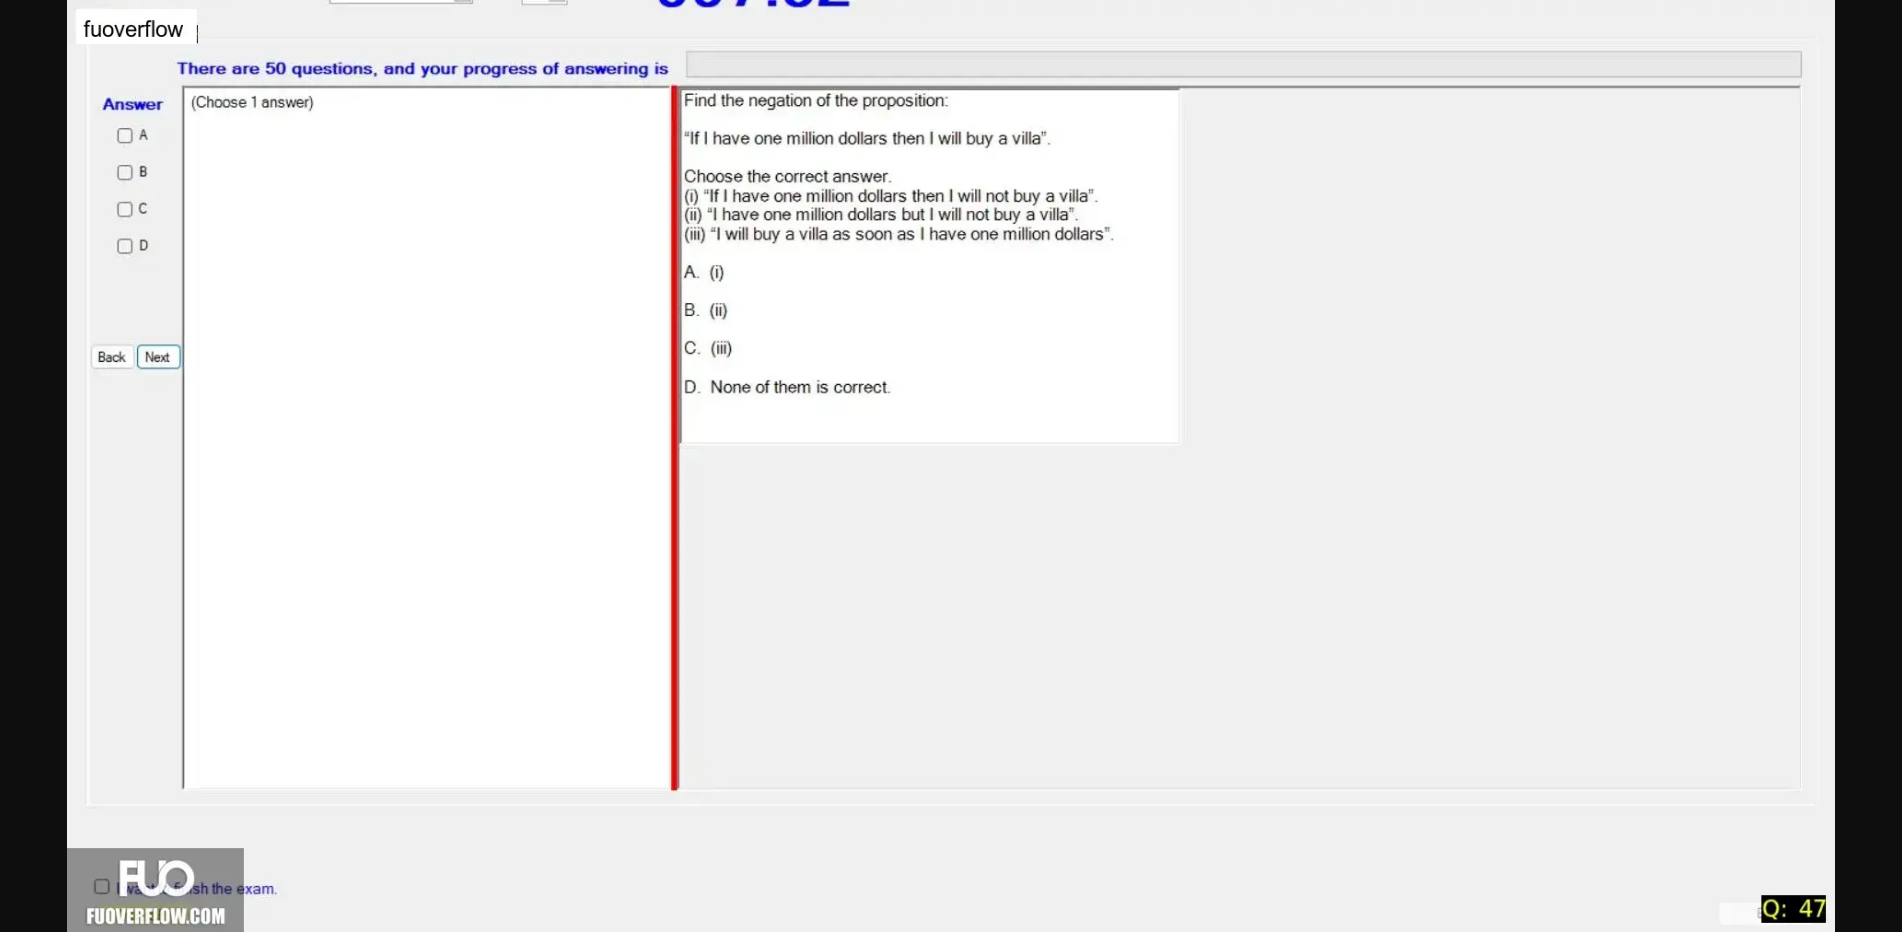 fuoverflow
There are 50 questions, and your progress of answering is
Answer
(Choose 1 answer)
A
B
C
D
Back
Next
Find the negation of the proposition:
“If I have one million dollars then I will buy a villa”.
Choose the correct answer.
(i) “If I have one million dollars then I will not buy a villa”.
(ii) “I have one million dollars but I will not buy a villa”.
(iii) “I will buy a villa as soon as I have one million dollars”.
A. (i)
B. (ii)
C. (iii)
D. None of them is correct.
FUO
the exam.
FUOVERFLOW.COM
Q: 47